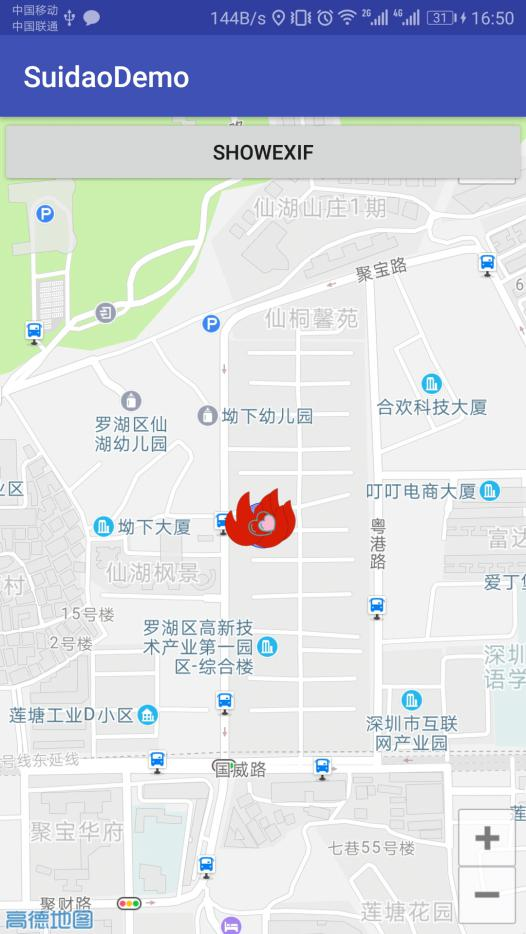 中国移动
中国联通
144B/s
2G
4G
31
16:50
SuidaoDemo
SHOWEXIF
仙湖山庄1期
聚宝路
6
P
P
仙桐馨苑
合欢科技大厦
罗湖区仙
湖幼儿园
坳下幼儿园
业区
叮叮电商大厦
坳下大厦
粤港路
富达
仙湖枫景
村
爱丁堡
15号楼
2号楼
罗湖区高新技
术产业第一园
区-综合楼
深圳
语学
莲塘工业D小区
深圳市互联
网产业园
号线东延线
国威路
莲
聚宝华府
七巷55号楼
聚财路
莲塘花园
高德地图